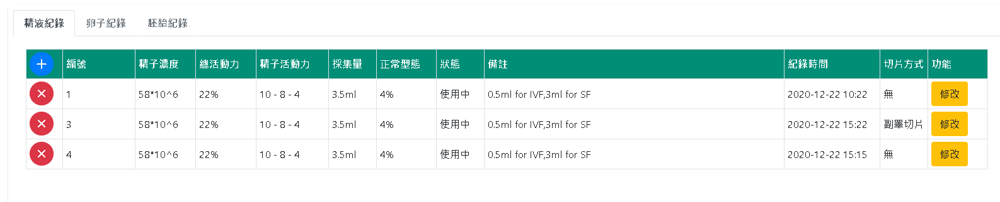 精液紀錄 卵子紀錄 胚胎紀錄
編號 精子濃度 總活動力 精子活動力 採集量 正常型態 狀態 備註 紀錄時間 切片方式 功能
1 58*10^6 22% 10 - 8 - 4 3.5ml 4% 使用中 0.5ml for IVF,3ml for SF 2020-12-22 10:22 無 修改
3 58*10^6 22% 10 - 8 - 4 3.5ml 4% 使用中 0.5ml for IVF,3ml for SF 2020-12-22 15:22 副睪切片 修改
4 58*10^6 22% 10 - 8 - 4 3.5ml 4% 使用中 0.5ml for IVF,3ml for SF 2020-12-22 15:15 無 修改